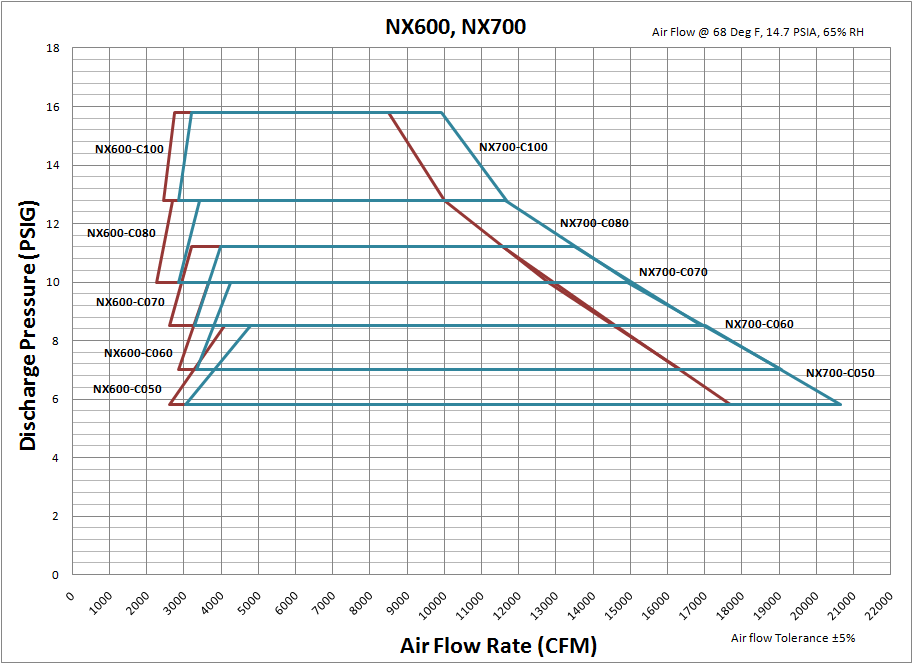 NX600, NX700
Air Flow @ 68 Deg F, 14.7 PSIA, 65% RH
18
16
14
12
10
8
6
4
2
0
Discharge Pressure (PSIG)
NX600-C100
NX700-C100
NX600-C080
NX700-C080
NX700-C070
NX600-C070
NX700-C060
NX600-C060
NX700-C050
NX600-C050
0
1000
2000
3000
4000
5000
6000
7000
8000
9000
10000
11000
12000
13000
14000
15000
16000
17000
18000
19000
20000
21000
22000
Air Flow Rate (CFM)
Air flow Tolerance ±5%